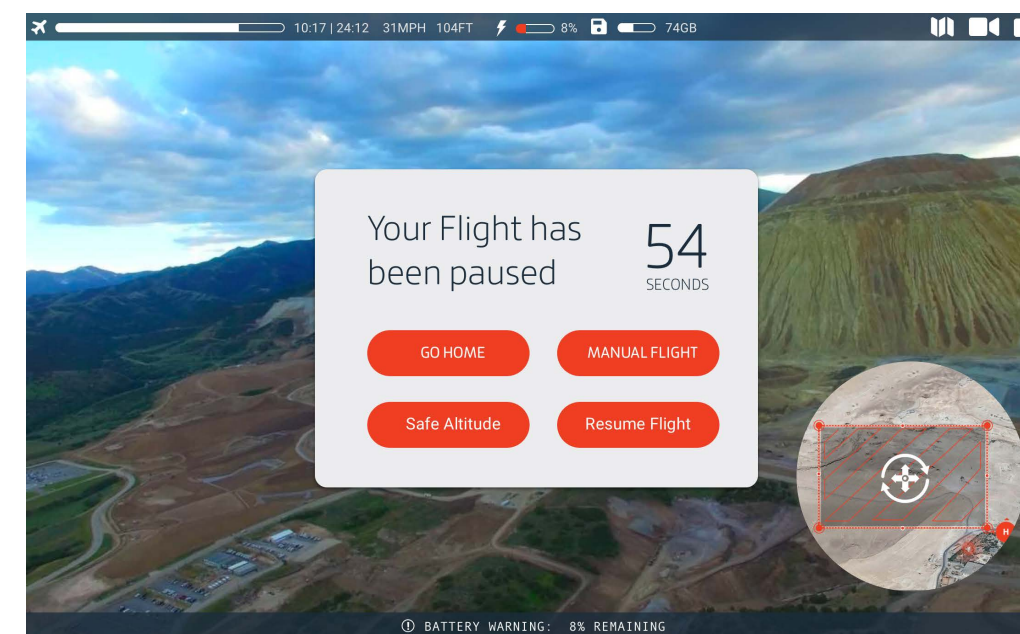 10:17 | 24:12 31MPH 104FT 8% 74GB
Your Flight has
been paused
54
SECONDS
GO HOME
MANUAL FLIGHT
Safe Altitude
Resume Flight
H
BATTERY WARNING: 8% REMAINING